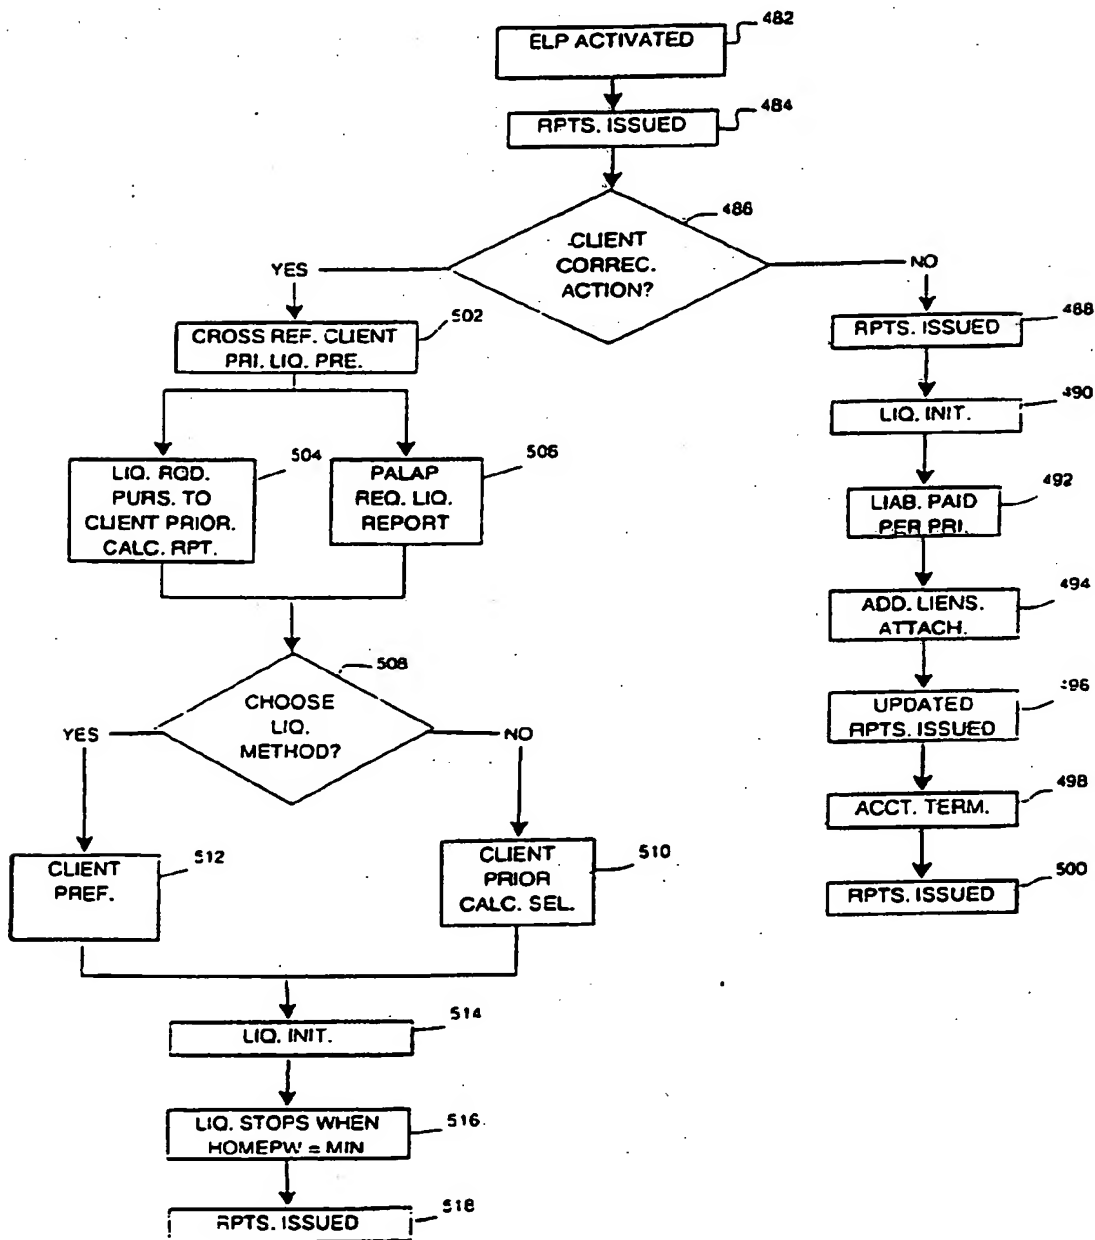 482
ELP ACTIVATED
484
RPTS. ISSUED
486
CLIENT
CORREC.
ACTION?
YES
NO
502
CROSS REF. CLIENT
PRI. LIQ. PRE.
504
LIQ. RQD.
PURS. TO
CLIENT PRIOR.
CALC. RPT.
506
PALAP
REQ. LIQ.
REPORT
508
CHOOSE
LIQ.
METHOD?
YES
NO
512
CLIENT
PREF.
510
CLIENT
PRIOR
CALC. SEL.
514
LIQ. INIT.
516
LIQ. STOPS WHEN
HOMEPW = MIN
518
RPTS. ISSUED
488
RPTS. ISSUED
490
LIQ. INIT.
492
LIAB. PAID
PER PRI.
494
ADD. LIENS.
ATTACH.
496
UPDATED
RPTS. ISSUED
498
ACCT. TERM.
500
RPTS. ISSUED